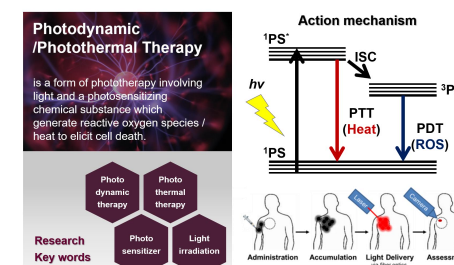 Photodynamic
/Photothermal Therapy
is a form of phototherapy involving
light and a photosensitizing
chemical substance which
generate reactive oxygen species /
heat to elicit cell death.
Photo
dynamic
therapy
Photo
thermal
therapy
Photo
sensitizer
Light
irradiation
Research
Key words
Action mechanism
¹PS*
ISC
³P
hν
PTT
(Heat)
PDT
(ROS)
¹PS
Laser
Camera
Administration
Accumulation
Light Delivery
Assessm